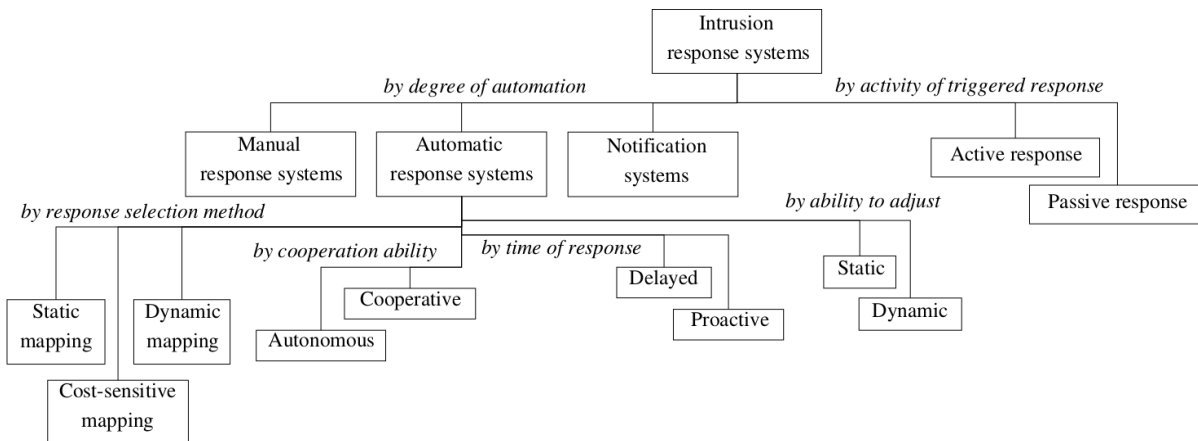 Intrusion
response systems
by degree of automation
by activity of triggered response
Manual
response systems
Automatic
response systems
Notification
systems
Active response
Passive response
by response selection method
by ability to adjust
by cooperation ability
by time of response
Static
mapping
Dynamic
mapping
Cost-sensitive
mapping
Autonomous
Cooperative
Delayed
Proactive
Static
Dynamic